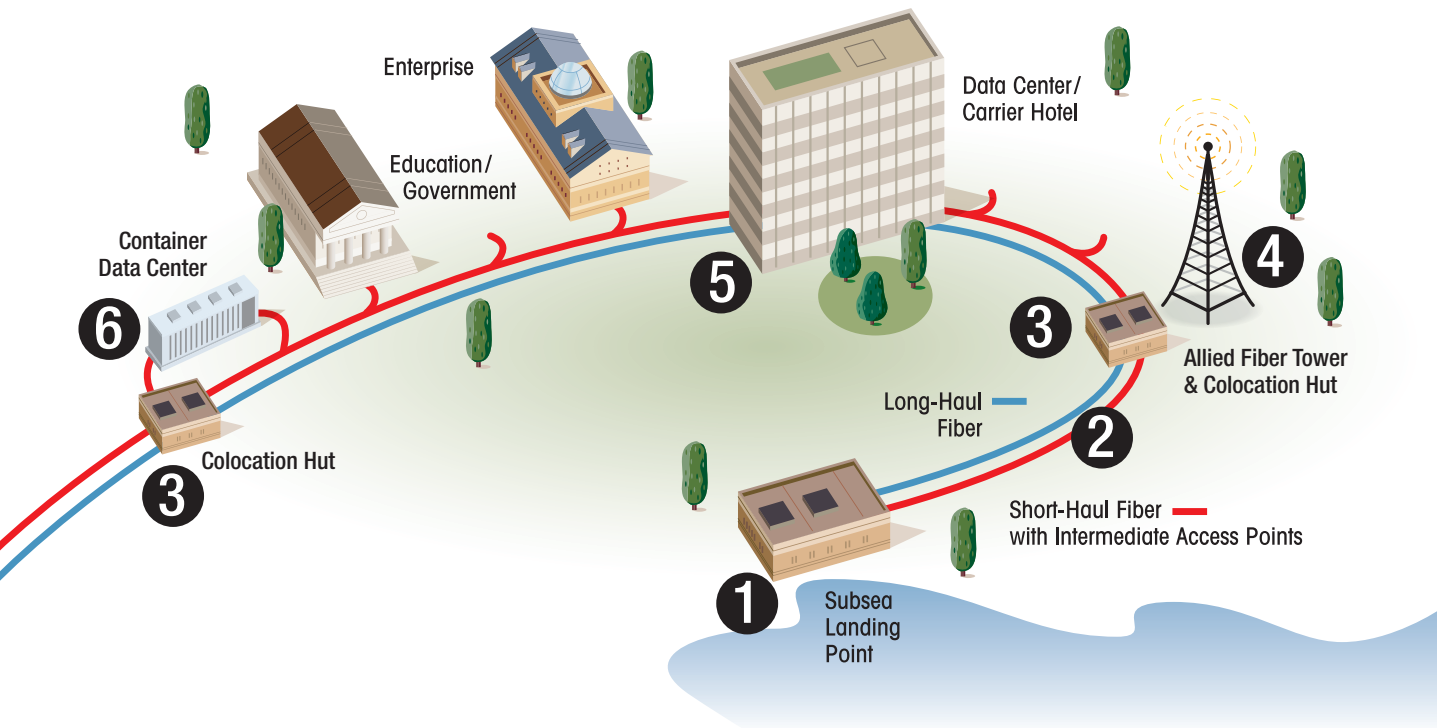 Enterprise
Data Center/
Carrier Hotel
Education/
Government
Container
Data Center
6
5
4
3
Allied Fiber Tower
& Colocation Hut
Long-Haul
Fiber
2
Colocation Hut
3
Short-Haul Fiber
with Intermediate Access Points
1
Subsea
Landing
Point